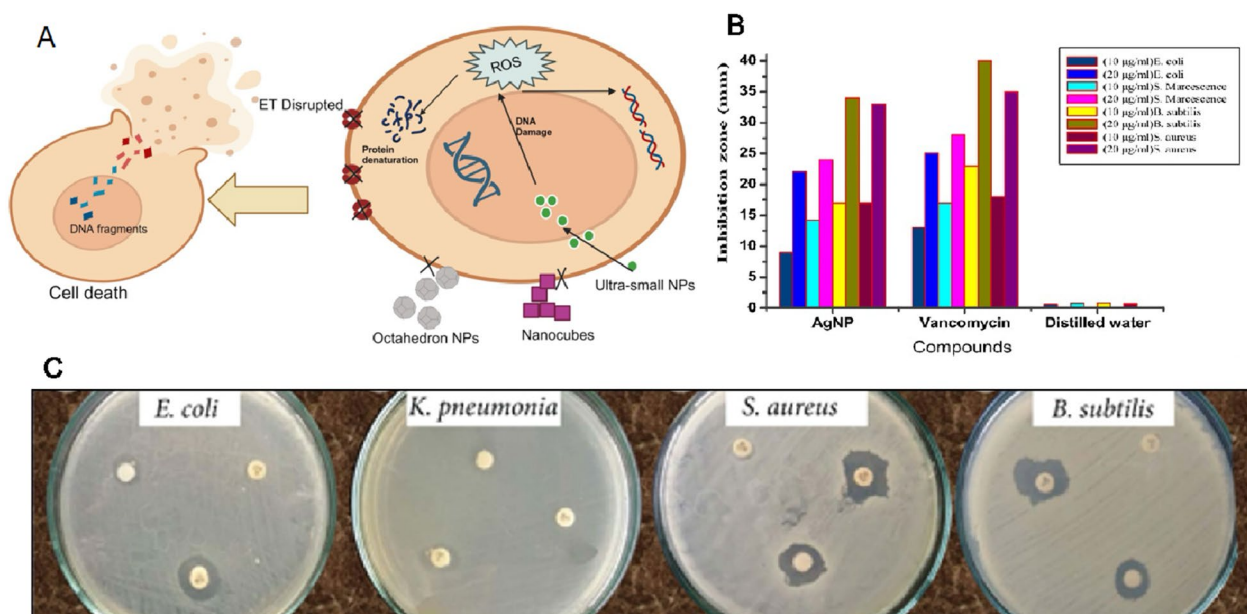 A
ROS
ET Disrupted
Protein
denaturation
DNA
Damage
DNA fragments
Cell death
Octahedron NPs
Nanocubes
Ultra-small NPs
B
Inhibition zone (mm)
40
35
30
25
20
15
10
5
0
AgNP
Vancomycin
Distilled water
Compounds
(10 µg/ml)E. coli
(20 µg/ml)E. coli
(10 µg/ml)S. Marcescence
(20 µg/ml)S. Marcescence
(10 µg/ml)B. subtilis
(20 µg/ml)B. subtilis
(10 µg/ml)S. aureus
(20 µg/ml)S. aureus
C
E. coli
K. pneumonia
S. aureus
B. subtilis